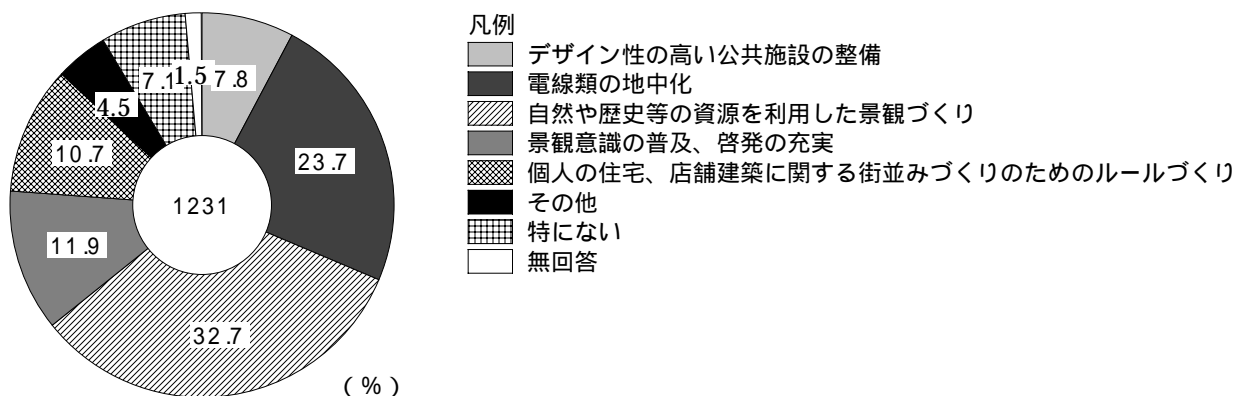 7.8
23.7
32.7
11.9
10.7
4.5
7.1
1.5
1231
(%)
凡例
デザイン性の高い公共施設の整備
電線類の地中化
自然や歴史等の資源を利用した景観づくり
景観意識の普及、啓発の充実
個人の住宅、店舗建築に関する街並みづくりのためのルールづくり
その他
特にない
無回答